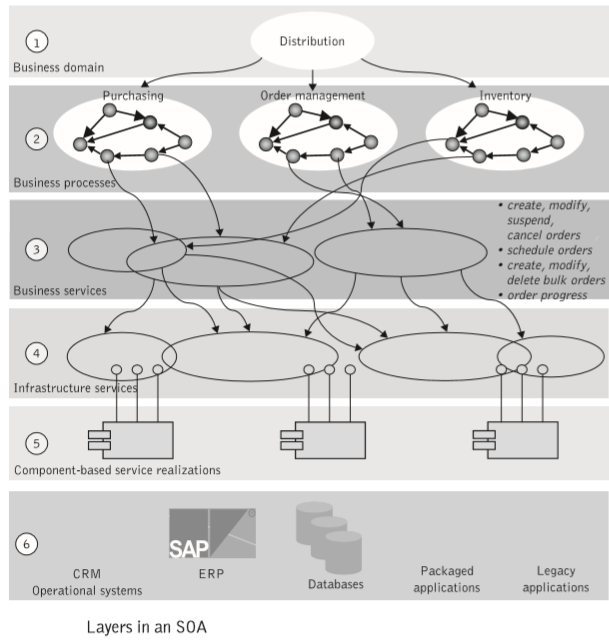 1
Distribution
Business domain
Purchasing
Order management
Inventory
2
Business processes
3
• create, modify,
suspend,
cancel orders
• schedule orders
• create, modify,
delete bulk orders
• order progress
Business services
4
Infrastructure services
5
Component-based service realizations
6
SAP
CRM
ERP
Databases
Packaged
applications
Legacy
applications
Operational systems
Layers in an SOA